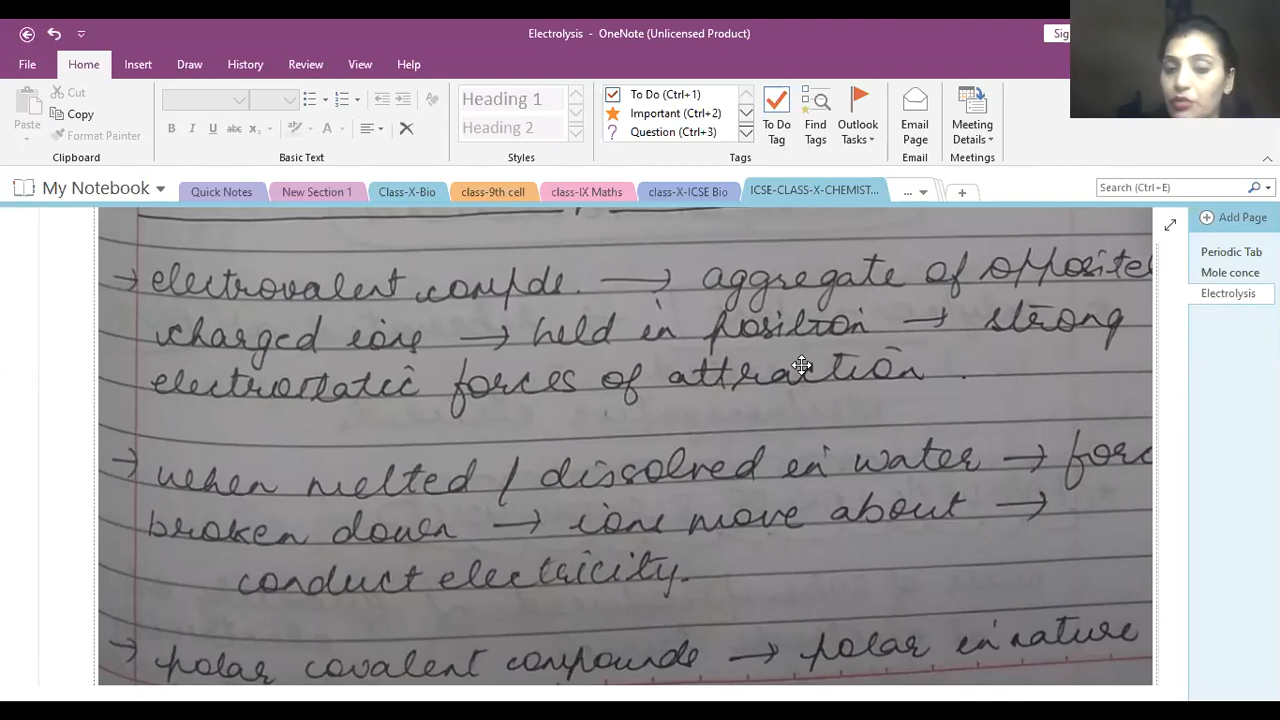 Electrolysis - OneNote (Unlicensed Product)
Sig
File Home Insert Draw History Review View Help
Paste
Cut
Copy
Format Painter
Clipboard
B I U abc x₂ A
Basic Text
Heading 1
Heading 2
Styles
To Do (Ctrl+1)
Important (Ctrl+2)
? Question (Ctrl+3)
To Do Tag
Find Tags
Outlook Tasks
Tags
Email Page
Email
Meeting Details
Meetings
My Notebook
Quick Notes New Section 1 Class-X-Bio class-9th cell class-IX Maths class-X-ICSE Bio ICSE-CLASS-X-CHEMIST... ...
Search (Ctrl+E)
Add Page
Periodic Tab
Mole conce
Electrolysis
→ electrovalent compds. → aggregate of opposite
charged ions → held in position → strong
electrostatic forces of attraction.
→ when melted / dissolved in water → forc
broken down → ions move about →
conduct electricity.
→ polar covalent compounds → polar in nature